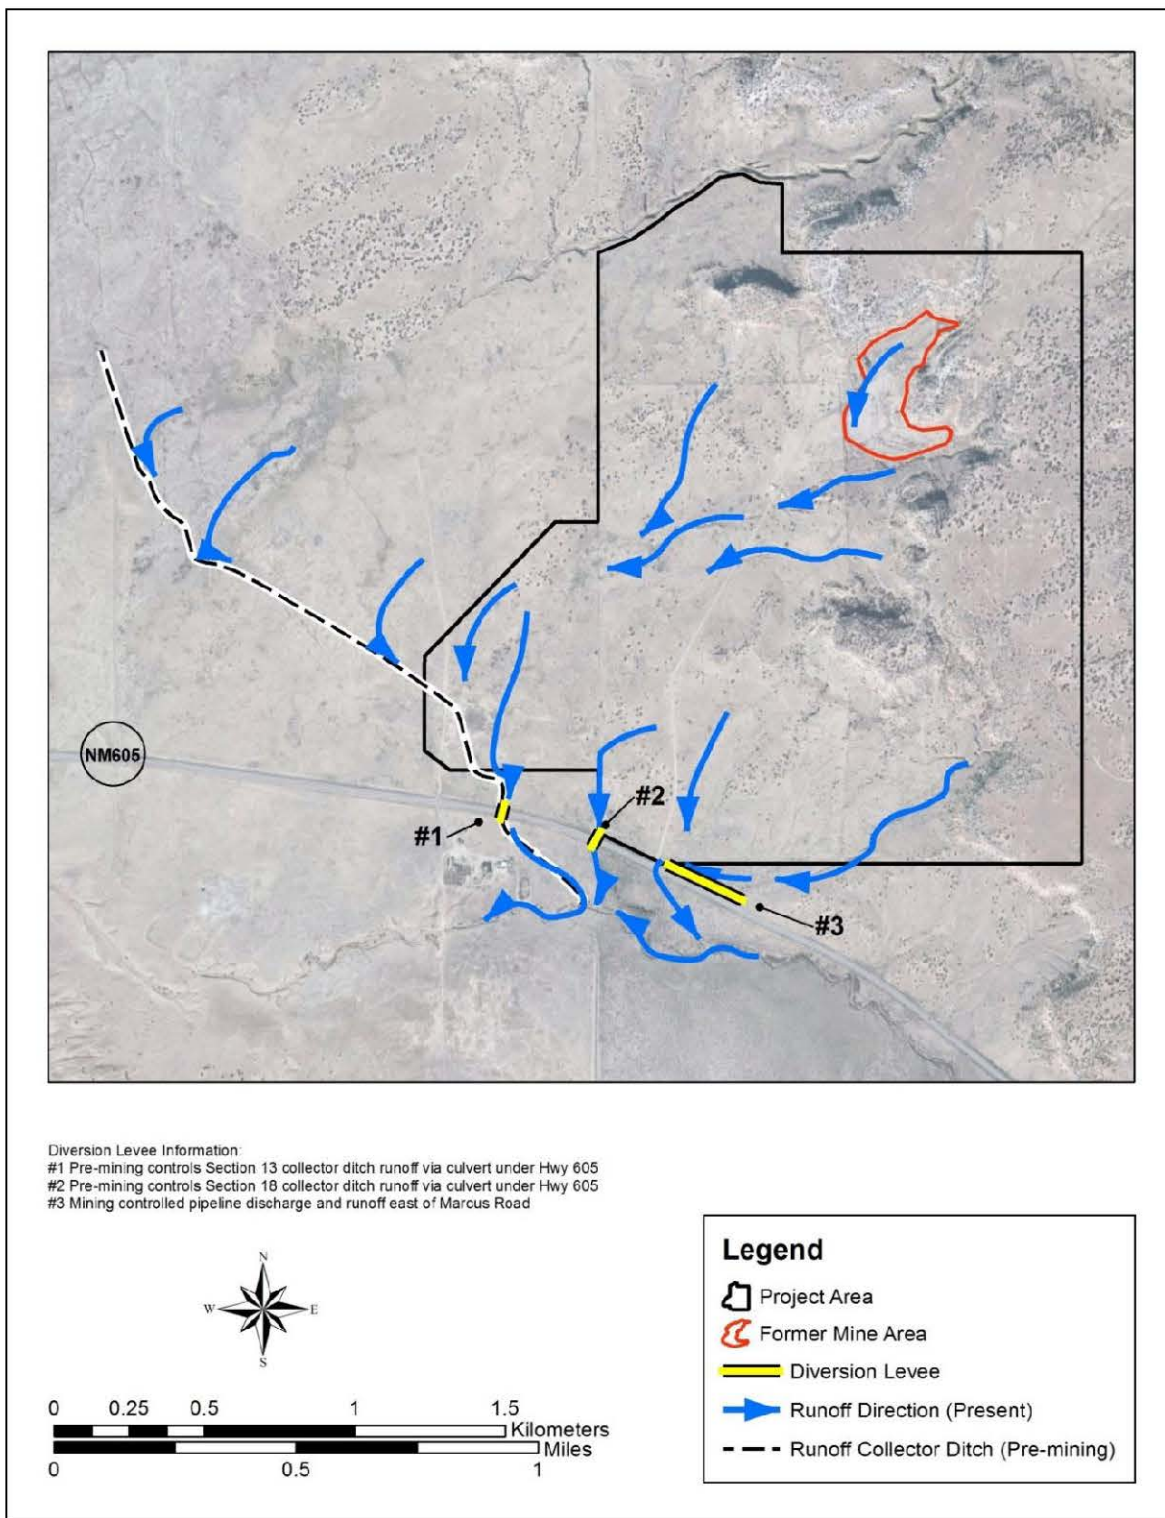 NM605
#1
#2
#3
Diversion Levee Information:
#1 Pre-mining controls Section 13 collector ditch runoff via culvert under Hwy 605
#2 Pre-mining controls Section 18 collector ditch runoff via culvert under Hwy 605
#3 Mining controlled pipeline discharge and runoff east of Marcus Road
N
W E
S
0 0.25 0.5 1 1.5
Kilometers
Miles
0 0.5 1
Legend
Project Area
Former Mine Area
Diversion Levee
Runoff Direction (Present)
Runoff Collector Ditch (Pre-mining)